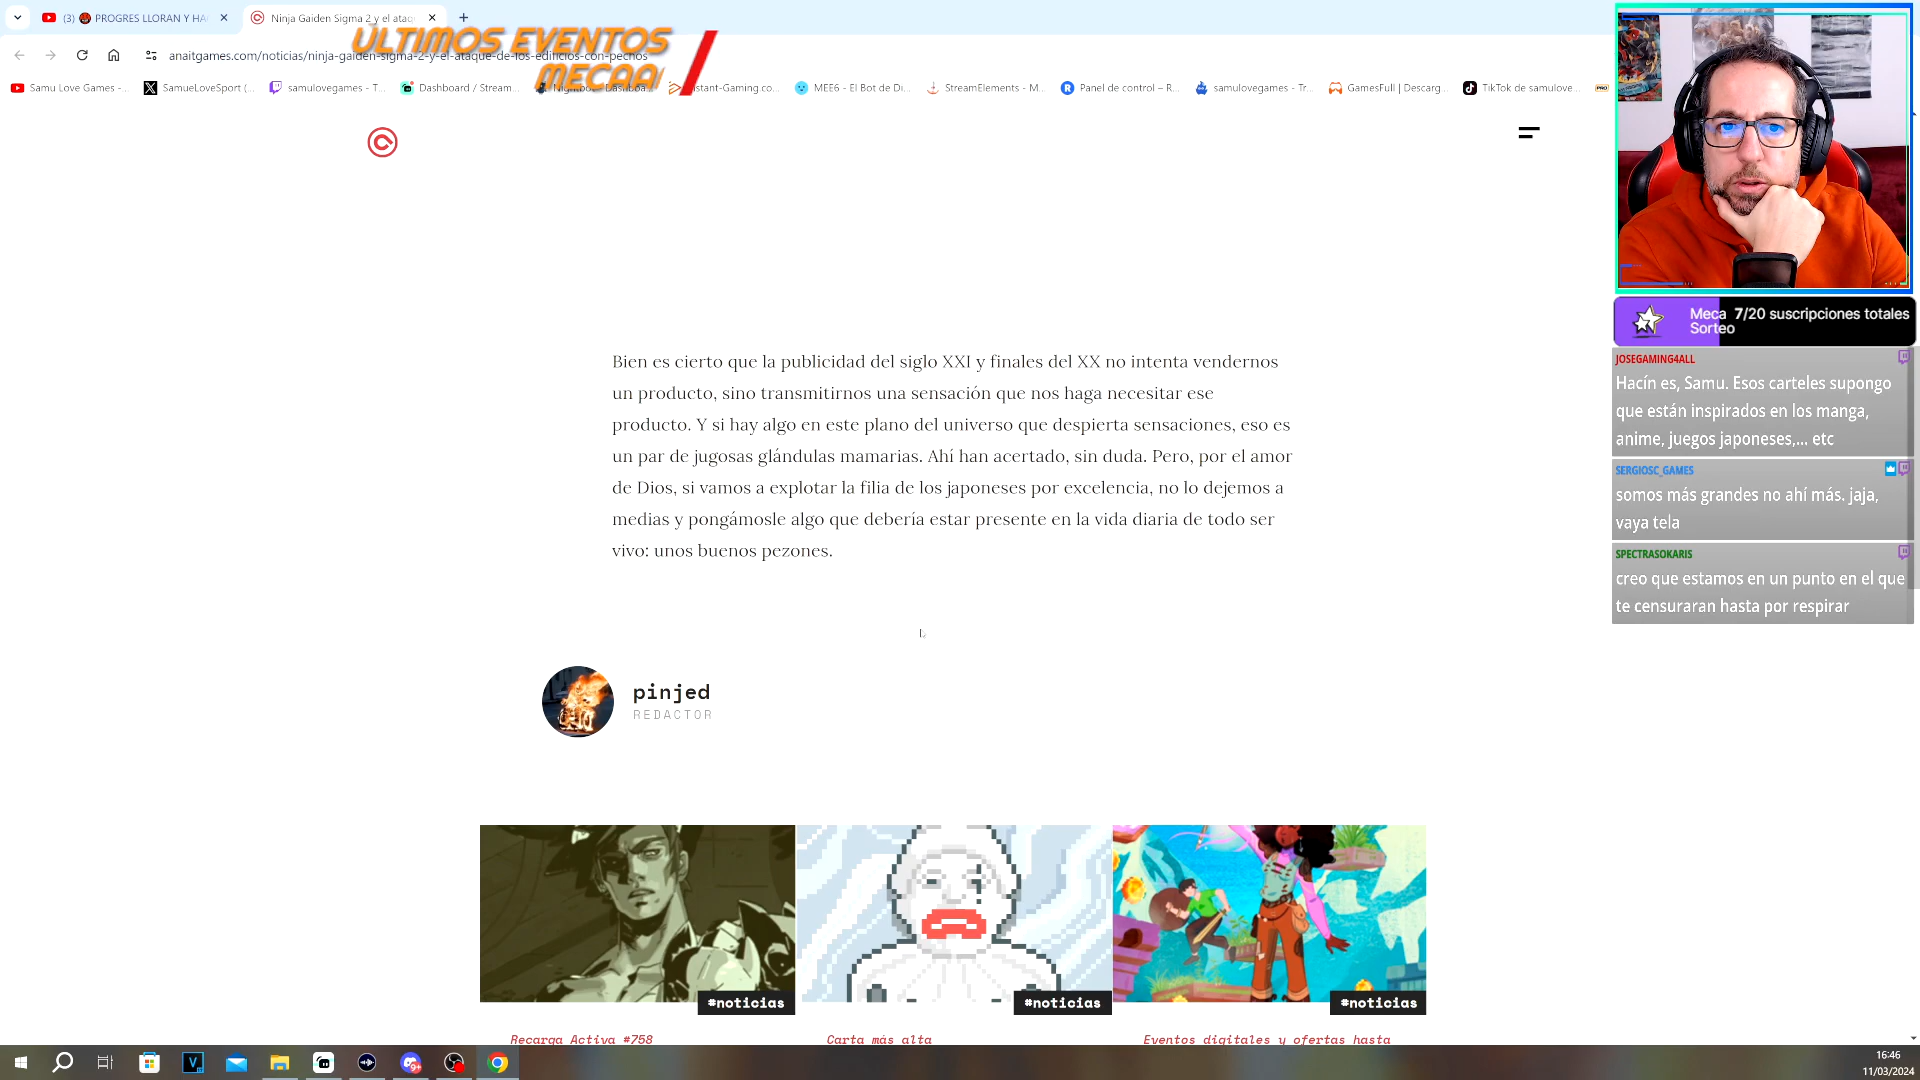 (3) PROGRES LLORAN Y HA
Ninja Gaiden Sigma 2 y el ataq
ÚLTIMOS EVENTOS
MECAA
anaitgames.com/noticias/ninja-gaiden-sigma-2-y-el-ataque-de-los-edificios-con-pechos
Samu Love Games -...
SamueLoveSport (...
samulovegames - T...
Dashboard / Stream...
MEE6 - El Bot de Di...
StreamElements - M...
Panel de control – R...
samulovegames - Tr...
GamesFull | Descarg...
TikTok de samulove...
PRO
Bien es cierto que la publicidad del siglo XXI y finales del XX no intenta vendernos
un producto, sino transmitirnos una sensación que nos haga necesitar ese
producto. Y si hay algo en este plano del universo que despierta sensaciones, eso es
un par de jugosas glándulas mamarias. Ahí han acertado, sin duda. Pero, por el amor
de Dios, si vamos a explotar la filia de los japoneses por excelencia, no lo dejemos a
medias y pongámosle algo que debería estar presente en la vida diaria de todo ser
vivo: unos buenos pezones.
pinjed
REDACTOR
#noticias
#noticias
#noticias
Recarga Activa #758
Carta más alta
Eventos digitales y ofertas hasta
Meca Sorteo
7/20 suscripciones totales
JOSEGAMING4ALL
Hacín es, Samu. Esos carteles supongo
que están inspirados en los manga,
anime, juegos japoneses,... etc
SERGIOSC_GAMES
somos más grandes no ahí más. jaja,
vaya tela
SPECTRASOKARIS
creo que estamos en un punto en el que
te censuraran hasta por respirar
9+
16:46
11/03/2024